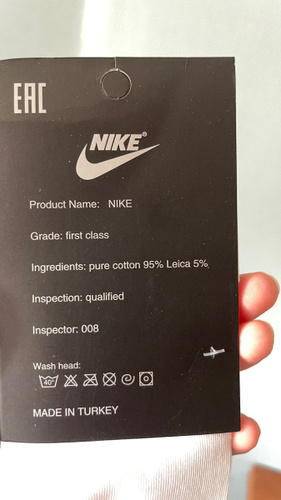 EAC
NIKE®
Product Name: NIKE
Grade: first class
Ingredients: pure cotton 95% Leica 5%
Inspection: qualified
Inspector: 008
Wash head:
40°
MADE IN TURKEY